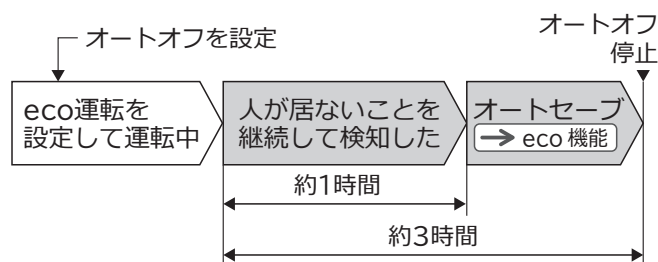 オートオフを設定
オートオフ
停止
eco運転を
設定して運転中
人が居ないことを
継続して検知した
オートセーブ
→ eco 機能
約1時間
約3時間